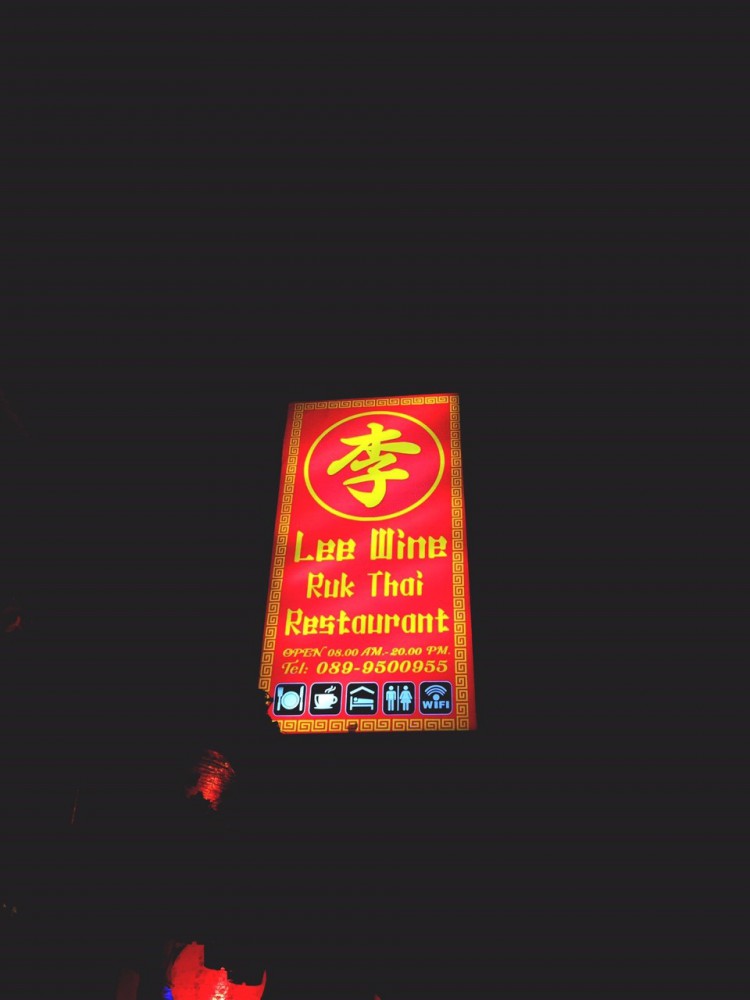 李
Lee Wine
Ruk Thai
Restaurant
OPEN 08.00 AM.-20.00 PM.
Tel: 089-9500955
WIFI